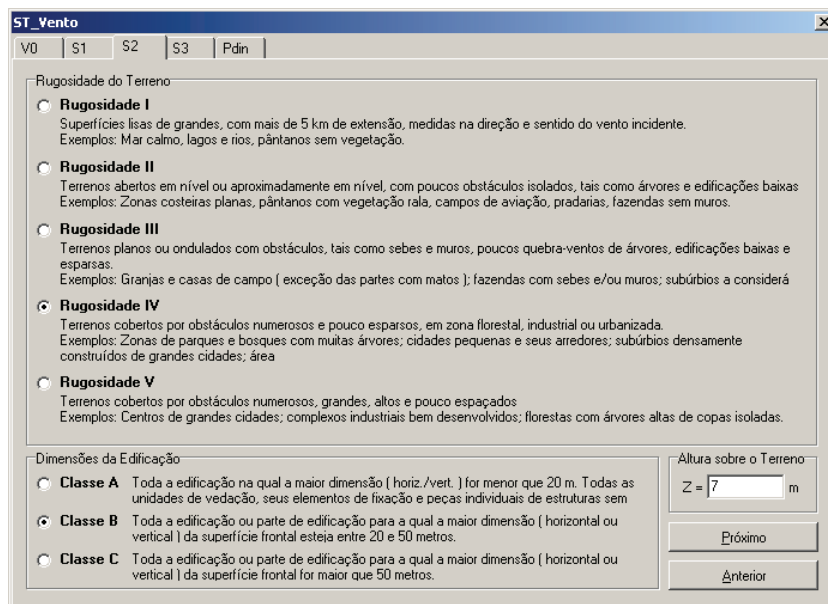 ST_Vento
V0 S1 S2 S3 Pdin
Rugosidade do Terreno
Rugosidade I
Superfícies lisas de grandes, com mais de 5 km de extensão, medidas na direção e sentido do vento incidente.
Exemplos: Mar calmo, lagos e rios, pântanos sem vegetação.
Rugosidade II
Terrenos abertos em nível ou aproximadamente em nível, com poucos obstáculos isolados, tais como árvores e edificações baixas
Exemplos: Zonas costeiras planas, pântanos com vegetação rala, campos de aviação, pradarias, fazendas sem muros.
Rugosidade III
Terrenos planos ou ondulados com obstáculos, tais como sebes e muros, poucos quebra-ventos de árvores, edificações baixas e
esparsas.
Exemplos: Granjas e casas de campo ( exceção das partes com matos ); fazendas com sebes e/ou muros; subúrbios a considerá
Rugosidade IV
Terrenos cobertos por obstáculos numerosos e pouco esparsos, em zona florestal, industrial ou urbanizada.
Exemplos: Zonas de parques e bosques com muitas árvores; cidades pequenas e seus arredores; subúrbios densamente
construídos de grandes cidades; área
Rugosidade V
Terrenos cobertos por obstáculos numerosos, grandes, altos e pouco espaçados
Exemplos: Centros de grandes cidades; complexos industriais bem desenvolvidos; florestas com árvores altas de copas isoladas.
Dimensões da Edificação
Classe A Toda a edificação na qual a maior dimensão ( horiz./vert. ) for menor que 20 m. Todas as
unidades de vedação, seus elementos de fixação e peças individuais de estruturas sem
Classe B Toda a edificação ou parte de edificação para a qual a maior dimensão ( horizontal ou
vertical ) da superfície frontal esteja entre 20 e 50 metros.
Classe C Toda a edificação ou parte de edificação para a qual a maior dimensão ( horizontal ou
vertical ) da superfície frontal for maior que 50 metros.
Altura sobre o Terreno
Z = 7 m
Próximo
Anterior